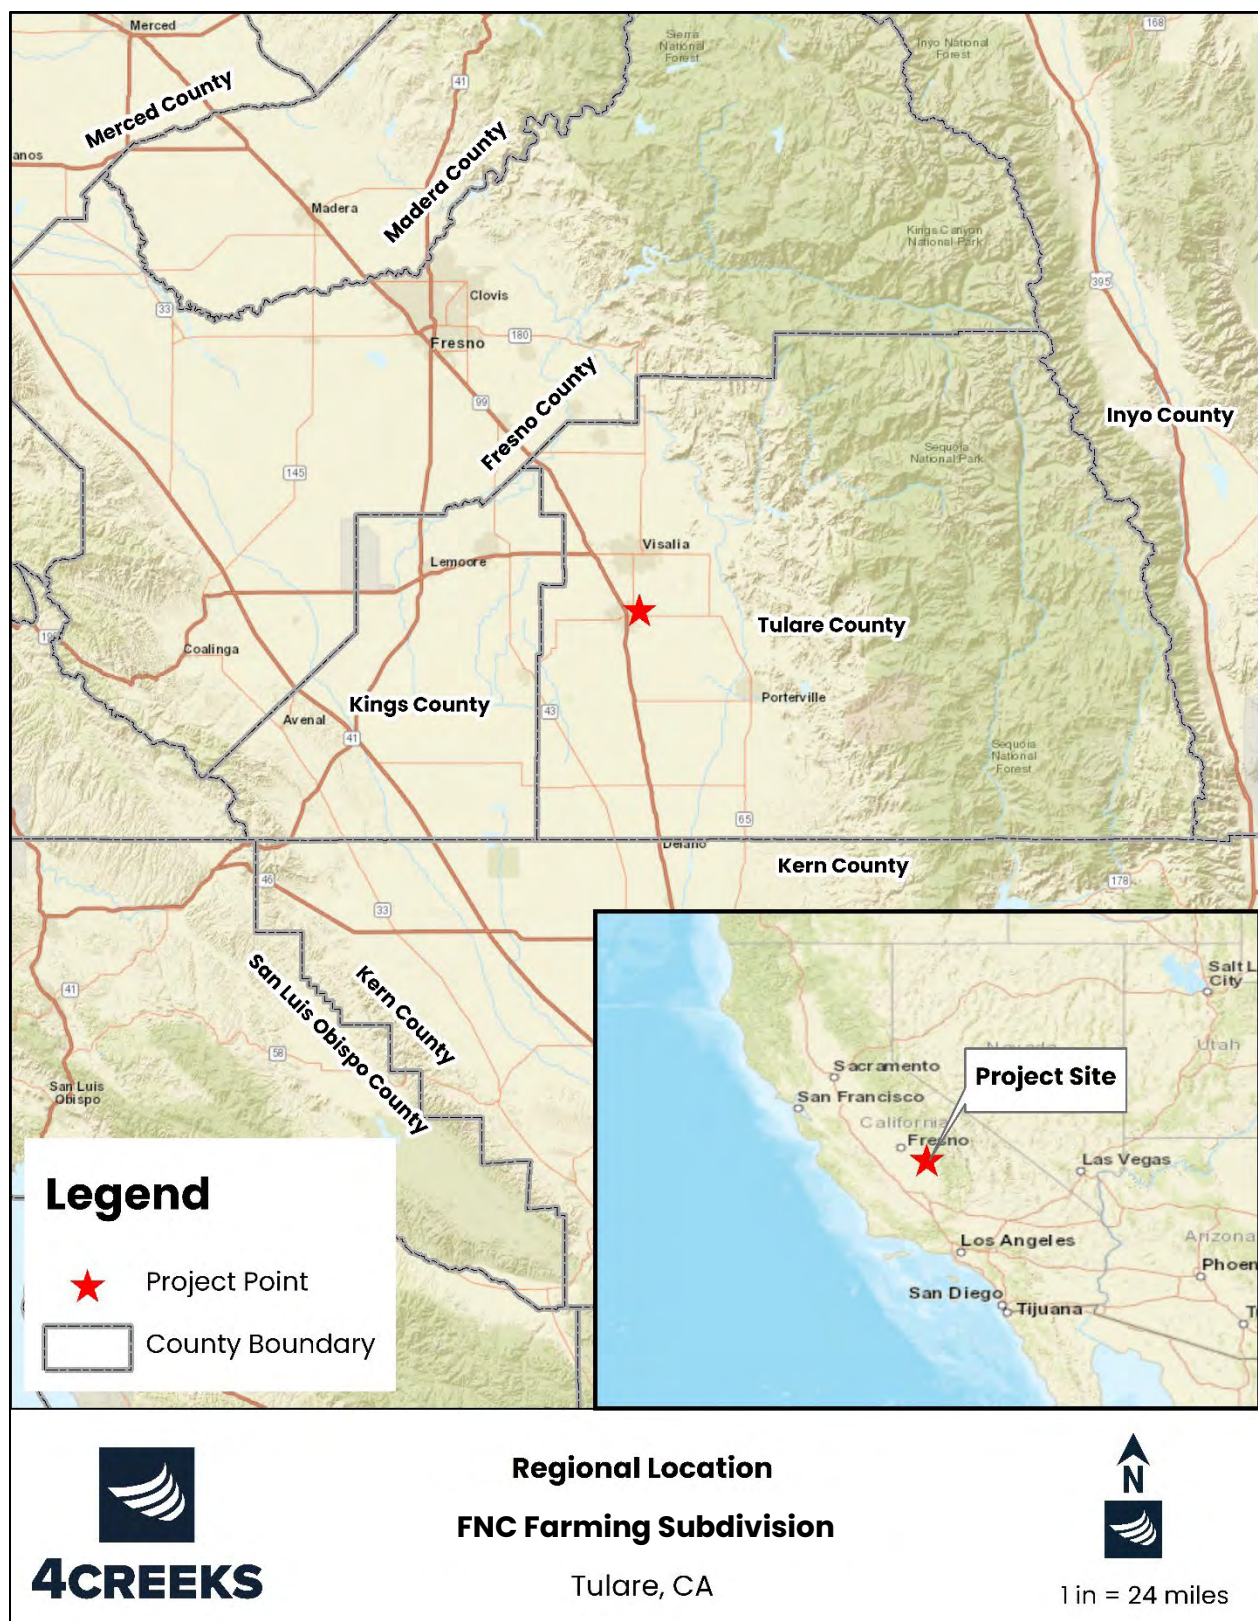 Merced
Sierra
National
Forest
Inyo National
Forest
168
41
Merced County
anos
Madera County
Madera
Kings Canyon
National Park
395
33
Clovis
180
Fresno
99
Fresno County
Inyo County
145
Sequoia
National Park
Visalia
Lemoore
Tulare County
Coalinga
Kings County
Porterville
Avenal
43
41
Sequoia
National
Forest
65
Delano
Kern County
46
178
33
Kern County
San Luis Obispo County
41
58
San Luis
Obispo
Salt L
City
Nevada
Utah
Sacramento
Project Site
San Francisco
California
Fresno
Las Vegas
Los Angeles
Arizona
Phoen
San Diego
Tijuana
T
Legend
Project Point
County Boundary
4CREEKS
Regional Location
FNC Farming Subdivision
Tulare, CA
N
1 in = 24 miles